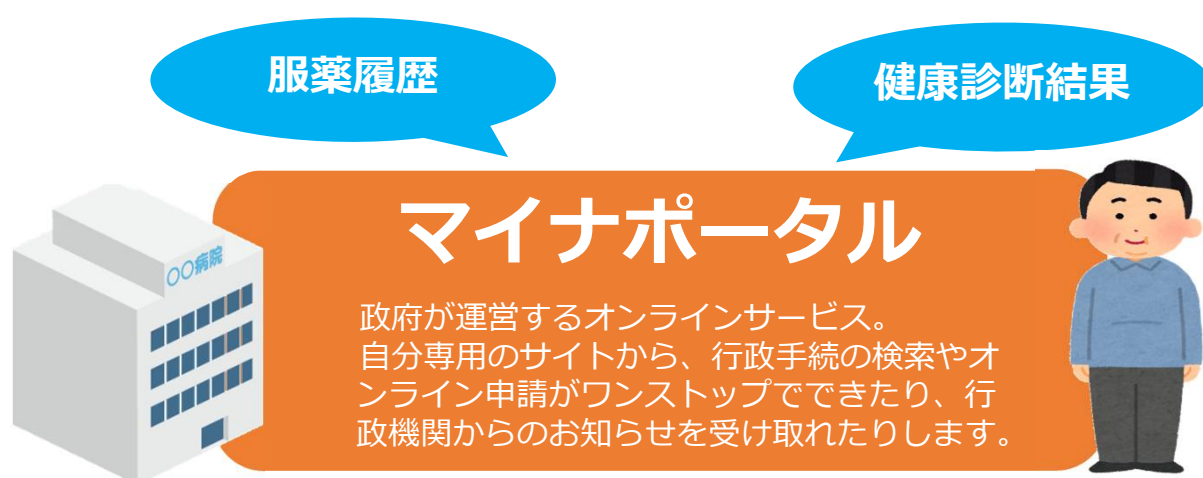 服薬履歴
健康診断結果
マイナポータル
〇〇病院
政府が運営するオンラインサービス。
自分専用のサイトから、行政手続の検索やオ
ンライン申請がワンストップでできたり、行
政機関からのお知らせを受け取れたりします。